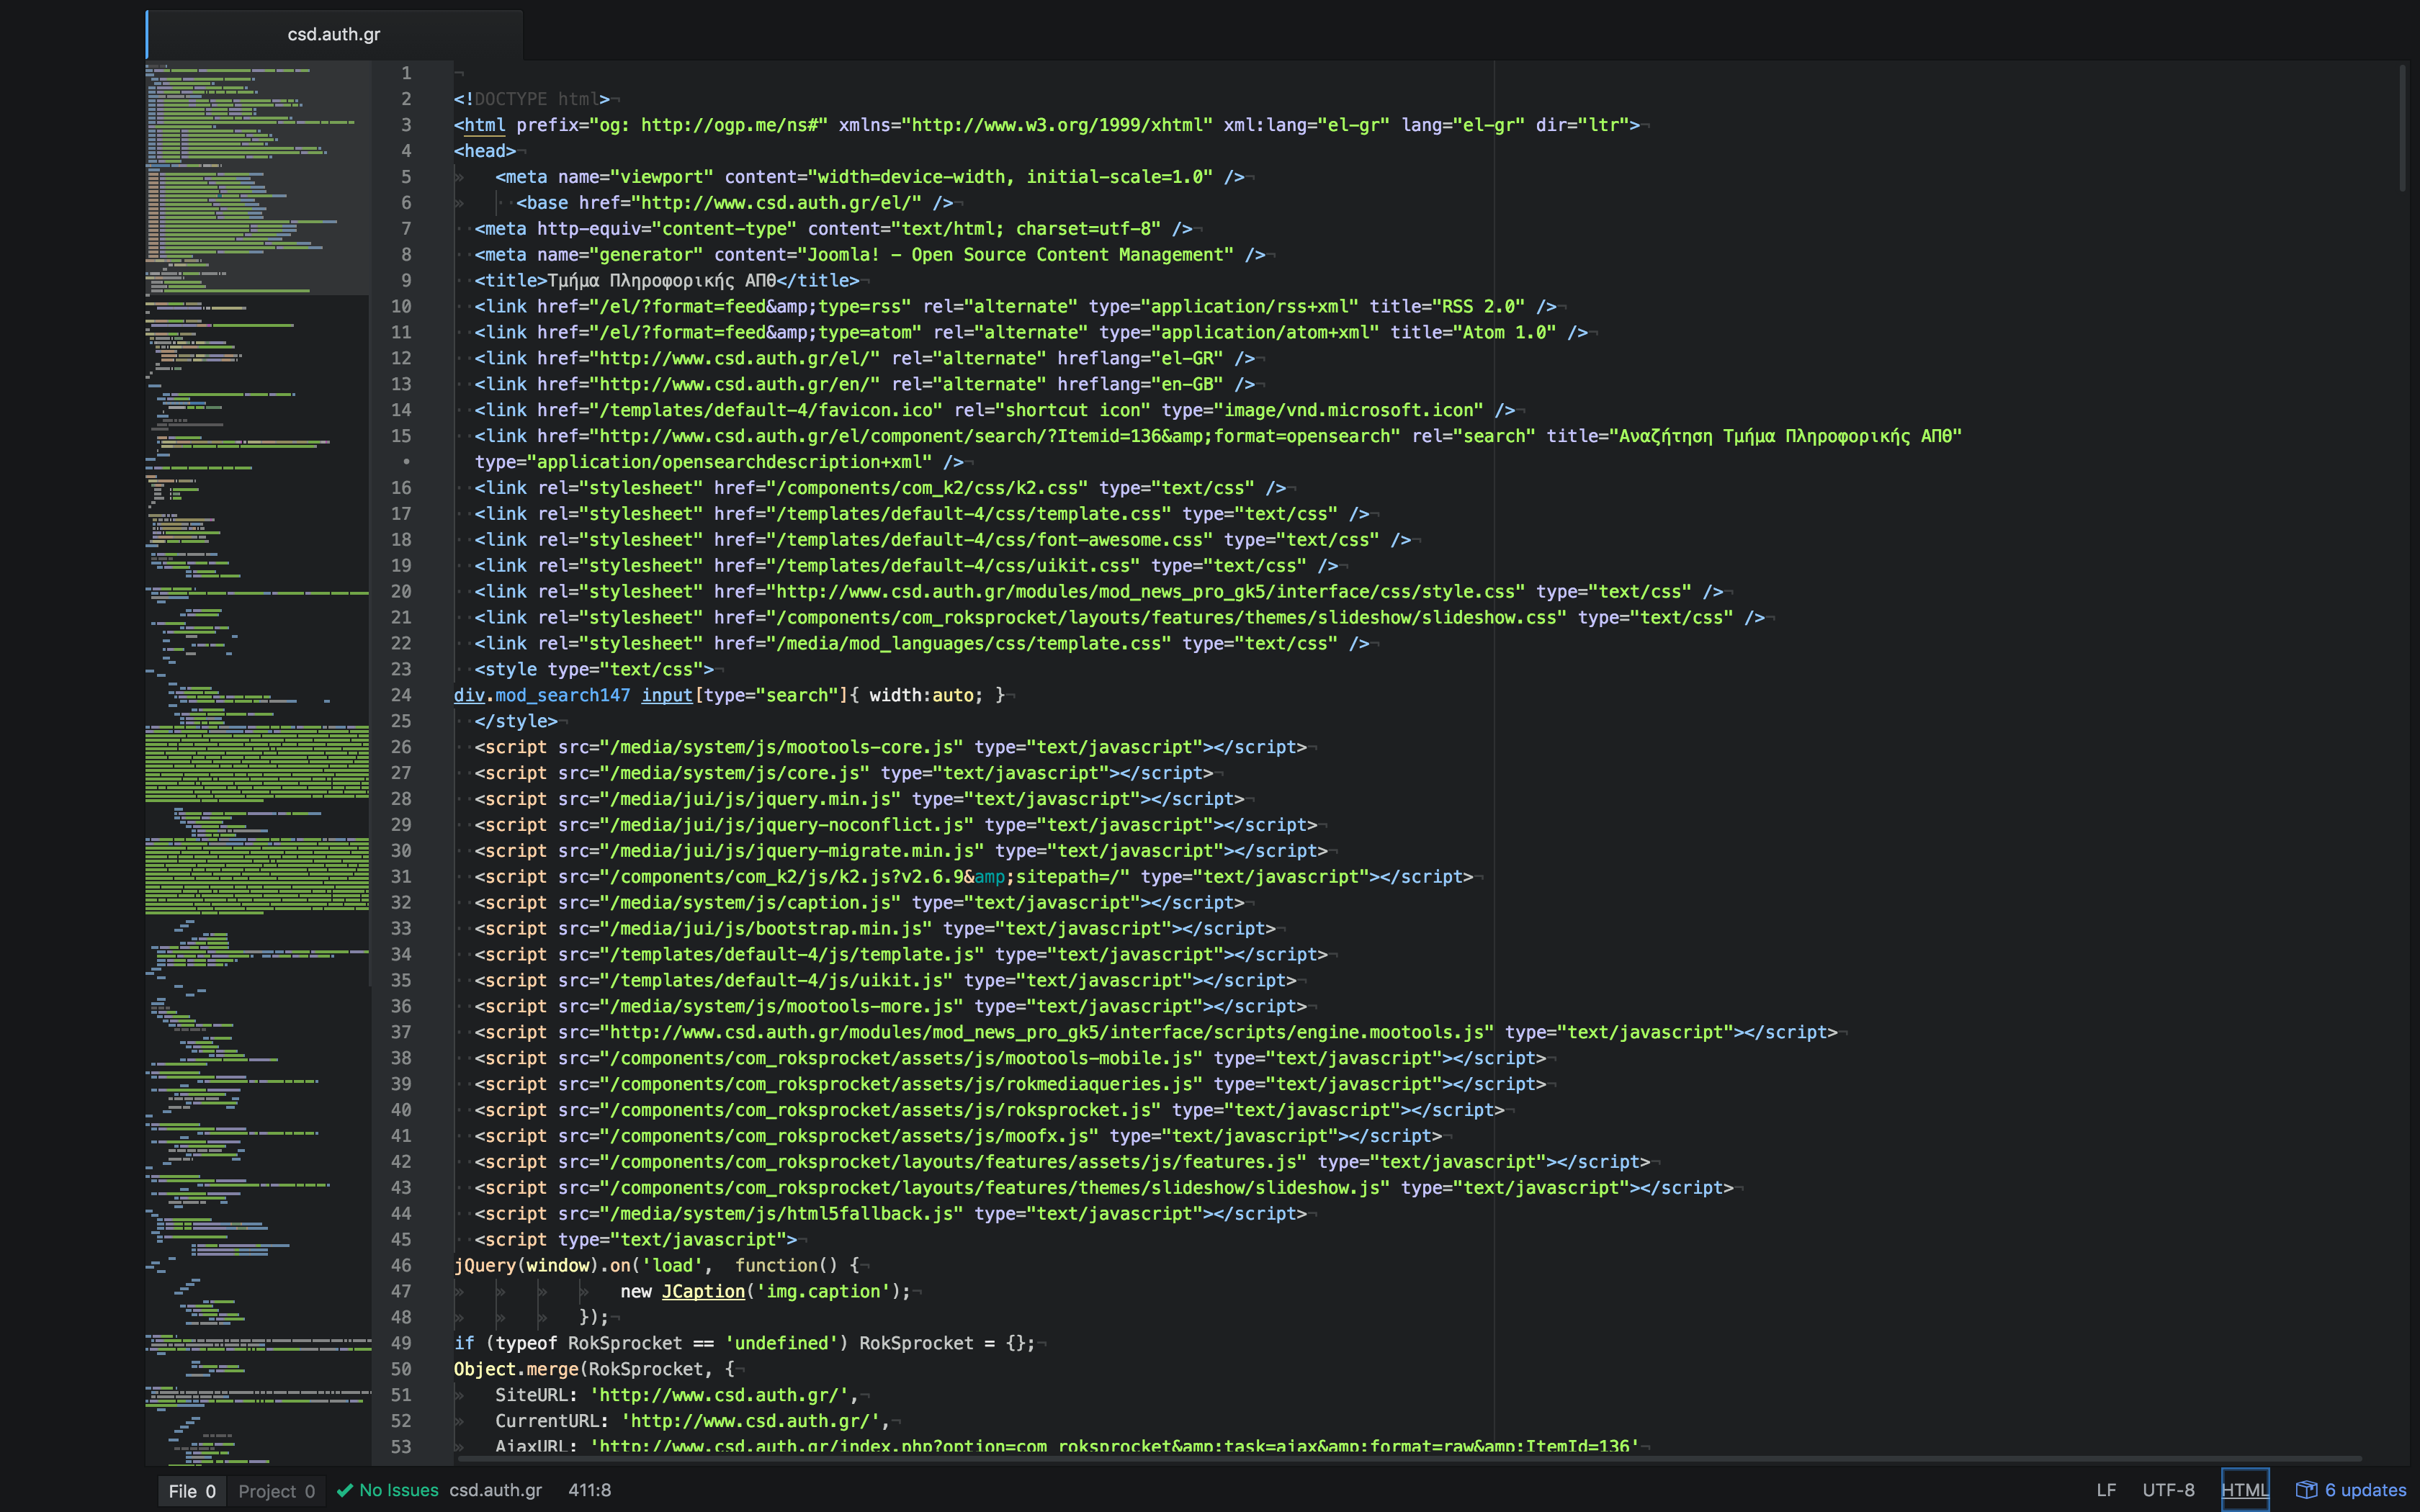 csd.auth.gr
1
2 <!DOCTYPE html>
3 <html prefix="og: http://ogp.me/ns#" xmlns="http://www.w3.org/1999/xhtml" xml:lang="el-gr" lang="el-gr" dir="ltr">
4 <head>
5 <meta name="viewport" content="width=device-width, initial-scale=1.0" />
6 <base href="http://www.csd.auth.gr/el/" />
7 <meta http-equiv="content-type" content="text/html; charset=utf-8" />
8 <meta name="generator" content="Joomla! - Open Source Content Management" />
9 <title>Τμήμα Πληροφορικής ΑΠΘ</title>
10 <link href="/el/?format=feed&amp;type=rss" rel="alternate" type="application/rss+xml" title="RSS 2.0" />
11 <link href="/el/?format=feed&amp;type=atom" rel="alternate" type="application/atom+xml" title="Atom 1.0" />
12 <link href="http://www.csd.auth.gr/el/" rel="alternate" hreflang="el-GR" />
13 <link href="http://www.csd.auth.gr/en/" rel="alternate" hreflang="en-GB" />
14 <link href="/templates/default-4/favicon.ico" rel="shortcut icon" type="image/vnd.microsoft.icon" />
15 <link href="http://www.csd.auth.gr/el/component/search/?Itemid=136&amp;format=opensearch" rel="search" title="Αναζήτηση Τμήμα Πληροφορικής ΑΠΘ"
• type="application/opensearchdescription+xml" />
16 <link rel="stylesheet" href="/components/com_k2/css/k2.css" type="text/css" />
17 <link rel="stylesheet" href="/templates/default-4/css/template.css" type="text/css" />
18 <link rel="stylesheet" href="/templates/default-4/css/font-awesome.css" type="text/css" />
19 <link rel="stylesheet" href="/templates/default-4/css/uikit.css" type="text/css" />
20 <link rel="stylesheet" href="http://www.csd.auth.gr/modules/mod_news_pro_gk5/interface/css/style.css" type="text/css" />
21 <link rel="stylesheet" href="/components/com_roksprocket/layouts/features/themes/slideshow/slideshow.css" type="text/css" />
22 <link rel="stylesheet" href="/media/mod_languages/css/template.css" type="text/css" />
23 <style type="text/css">
24 div.mod_search147 input[type="search"]{ width:auto; }
25 </style>
26 <script src="/media/system/js/mootools-core.js" type="text/javascript"></script>
27 <script src="/media/system/js/core.js" type="text/javascript"></script>
28 <script src="/media/jui/js/jquery.min.js" type="text/javascript"></script>
29 <script src="/media/jui/js/jquery-noconflict.js" type="text/javascript"></script>
30 <script src="/media/jui/js/jquery-migrate.min.js" type="text/javascript"></script>
31 <script src="/components/com_k2/js/k2.js?v2.6.9&amp;sitepath=/" type="text/javascript"></script>
32 <script src="/media/system/js/caption.js" type="text/javascript"></script>
33 <script src="/media/jui/js/bootstrap.min.js" type="text/javascript"></script>
34 <script src="/templates/default-4/js/template.js" type="text/javascript"></script>
35 <script src="/templates/default-4/js/uikit.js" type="text/javascript"></script>
36 <script src="/media/system/js/mootools-more.js" type="text/javascript"></script>
37 <script src="http://www.csd.auth.gr/modules/mod_news_pro_gk5/interface/scripts/engine.mootools.js" type="text/javascript"></script>
38 <script src="/components/com_roksprocket/assets/js/mootools-mobile.js" type="text/javascript"></script>
39 <script src="/components/com_roksprocket/assets/js/rokmediaqueries.js" type="text/javascript"></script>
40 <script src="/components/com_roksprocket/assets/js/roksprocket.js" type="text/javascript"></script>
41 <script src="/components/com_roksprocket/assets/js/moofx.js" type="text/javascript"></script>
42 <script src="/components/com_roksprocket/layouts/features/assets/js/features.js" type="text/javascript"></script>
43 <script src="/components/com_roksprocket/layouts/features/themes/slideshow/slideshow.js" type="text/javascript"></script>
44 <script src="/media/system/js/html5fallback.js" type="text/javascript"></script>
45 <script type="text/javascript">
46 jQuery(window).on('load',  function() {
47 new JCaption('img.caption');
48 });
49 if (typeof RokSprocket == 'undefined') RokSprocket = {};
50 Object.merge(RokSprocket, {
51 SiteURL: 'http://www.csd.auth.gr/',
52 CurrentURL: 'http://www.csd.auth.gr/',
53 AjaxURL: 'http://www.csd.auth.gr/index.php?option=com_roksprocket&amp;task=ajax&amp;format=raw&amp;ItemId=136'
File 0 Project 0 No Issues csd.auth.gr 411:8 LF UTF-8 HTML 6 updates